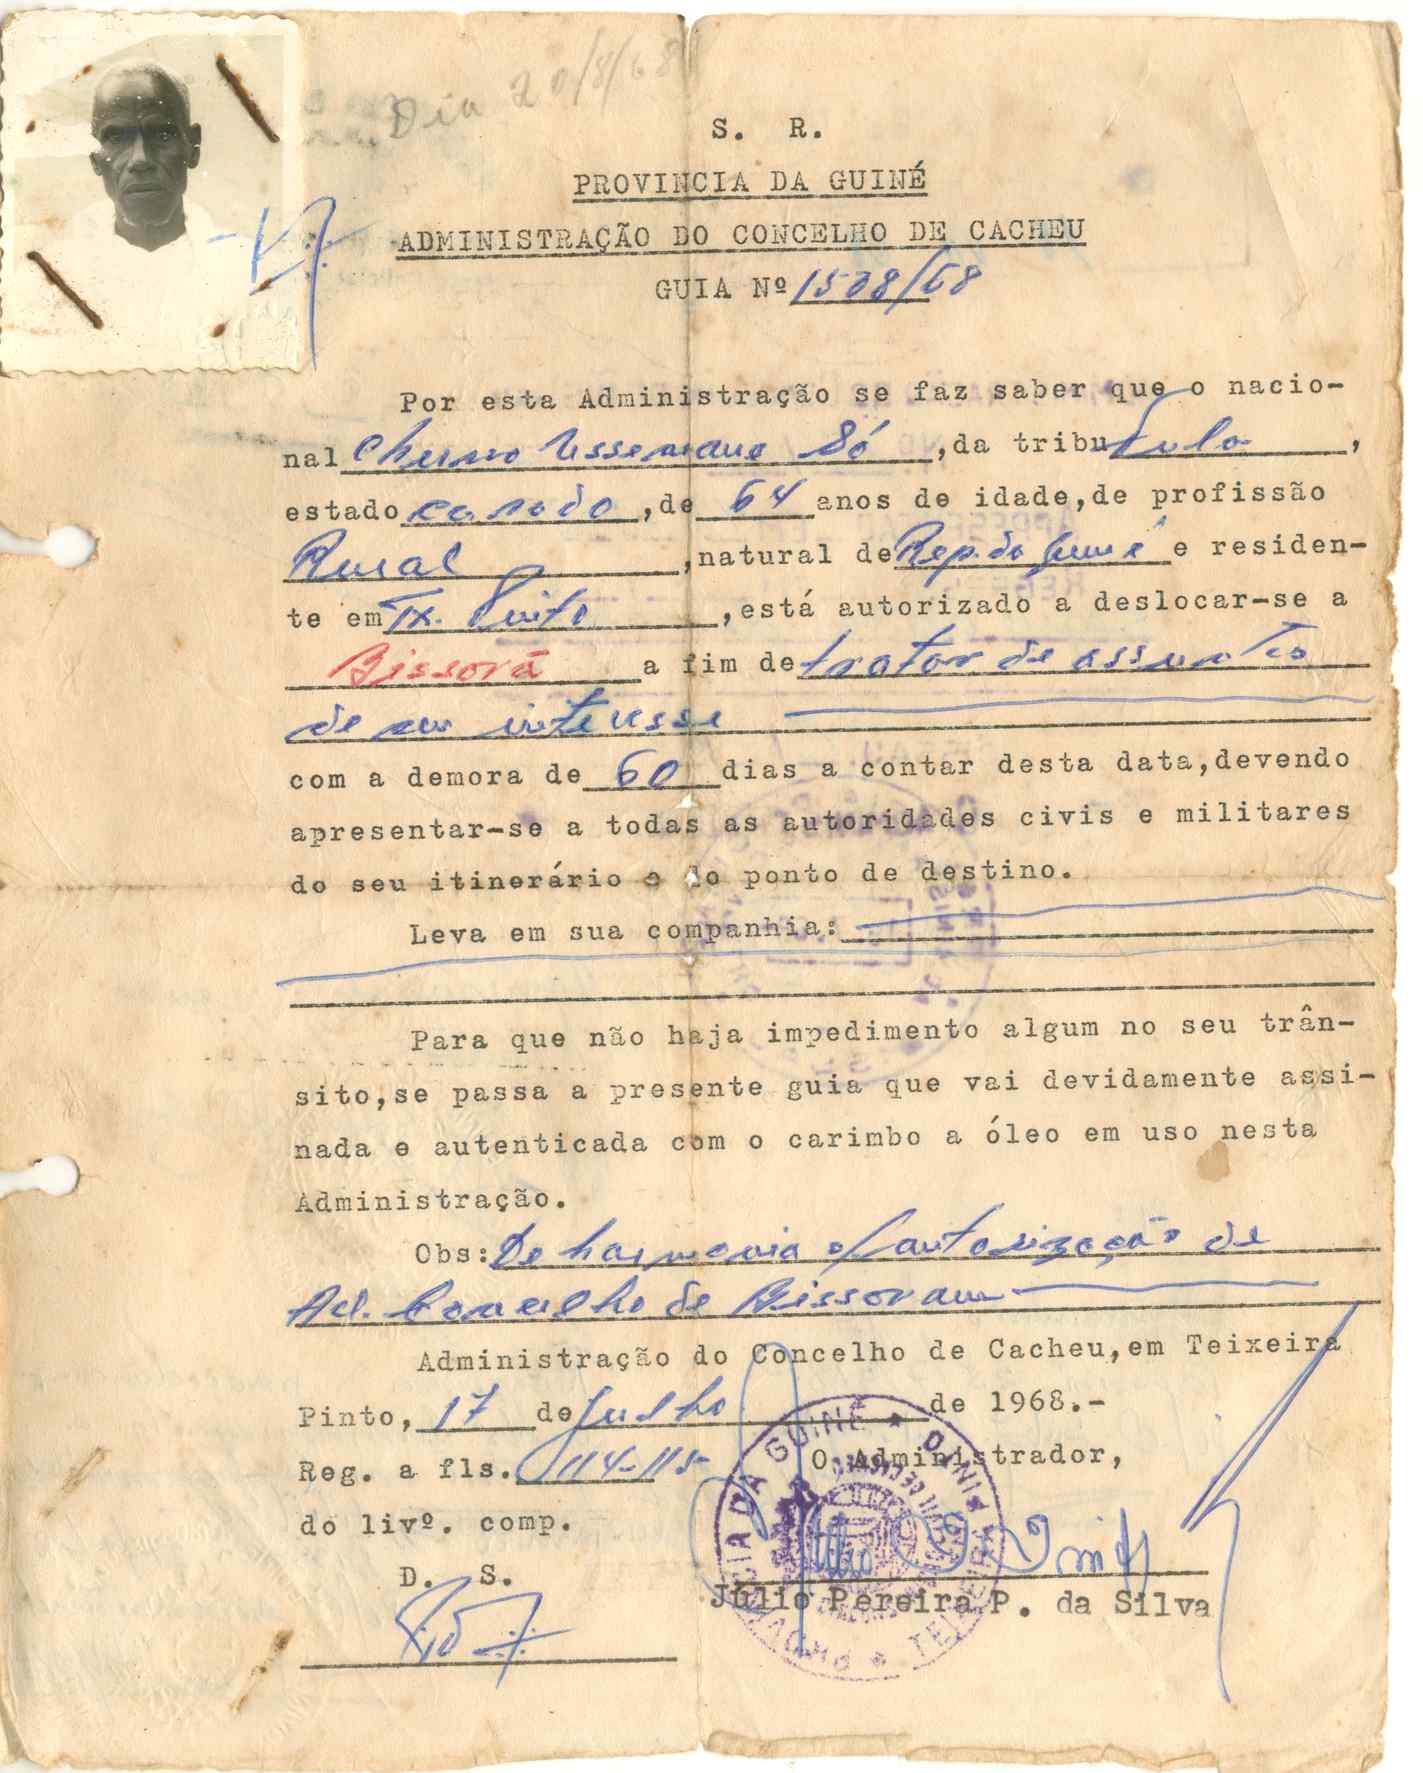 Dia 20/8/68
S. R.
PROVINCIA DA GUINÉ
ADMINISTRAÇÃO DO CONCELHO DE CACHEU
GUIA Nº 1508/68
Por esta Administração se faz saber que o nacio-
nal Cherno Ussemane Só ,da tribu Fula ,
estado casado ,de 64 anos de idade,de profissão
Rural ,natural de Rep. da Guiné e residen-
te em Tx. Pinto ,está autorizado a deslocar-se a
Bissorã a fim de tratar de assunto
de seu interesse
com a demora de 60 dias a contar desta data,devendo
apresentar-se a todas as autoridades civis e militares
do seu itinerário e do ponto de destino.
Leva em sua companhia:
Para que não haja impedimento algum no seu trân-
sito,se passa a presente guia que vai devidamente assi-
nada e autenticada com o carimbo a óleo em uso nesta
Administração.
Obs: De harmonia c/ autorização de
Ad. Concelho de Bissoram
Administração do Concelho de Cacheu,em Teixeira
Pinto, 17 de Julho de 1968.-
Reg. a fls. 114-115 O Administrador,
do livº. comp.
D. S.
Júlio Pereira P. da Silva